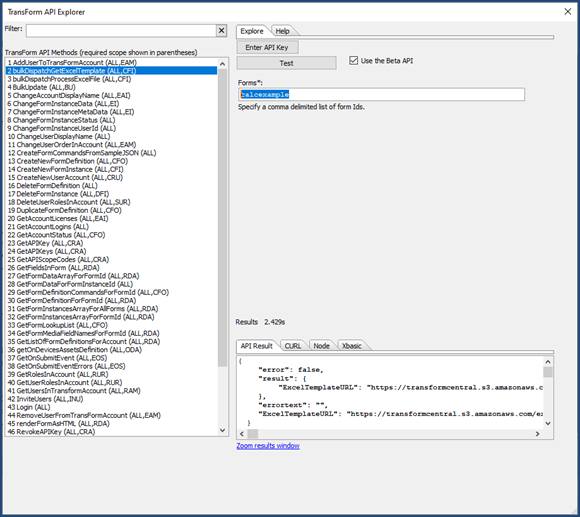 TransForm API Explorer
Filter:
TransForm API Methods (required scope shown in parentheses)
1 AddUserToTransFormAccount (ALL,EAM)
2 bulkDispatchGetExcelTemplate (ALL,CFI)
3 bulkDispatchProcessExcelFile (ALL,CFI)
4 BulkUpdate (ALL,BU)
5 ChangeAccountDisplayName (ALL,EAI)
6 ChangeFormInstanceData (ALL,EI)
7 ChangeFormInstanceMetaData (ALL,EI)
8 ChangeFormInstanceStatus (ALL)
9 ChangeFormInstanceUserId (ALL)
10 ChangeUserDisplayName (ALL)
11 ChangeUserOrderInAccount (ALL,EAM)
12 CreateFormCommandsFromSampleJSON (ALL)
13 CreateNewFormDefinition (ALL,CFO)
14 CreateNewFormInstance (ALL,CFI)
15 CreateNewUserAccount (ALL,CRU)
16 DeleteFormDefinition (ALL)
17 DeleteFormInstance (ALL,DFI)
18 DeleteUserRolesInAccount (ALL,SUR)
19 DuplicateFormDefinition (ALL,CFO)
20 GetAccountLicenses (ALL,EAI)
21 GetAccountLogins (ALL)
22 GetAccountStatus (ALL,CFO)
23 GetAPIKey (ALL,CRA)
24 GetAPIKeys (ALL,CRA)
25 GetAPIScopeCodes (ALL,CRA)
26 GetFieldsInForm (ALL,RDA)
27 GetFormDataArrayForFormId (ALL,RDA)
28 GetFormDataForFormInstanceId (ALL)
29 GetFormDefinitionCommandsForFormId (ALL,CFO)
30 GetFormDefinitionForFormId (ALL,RDA)
31 GetFormInstancesArrayForAllForms (ALL,RDA)
32 GetFormInstancesArrayForFormId (ALL,RDA)
33 GetFormLookupList (ALL,CFO)
34 GetFormMediaFieldNamesForFormId (ALL,RDA)
35 GetListOfFormDefinitionsForAccount (ALL,RDA)
36 getOnDevicesAssetsDefinition (ALL,ODA)
37 GetOnSubmitEvent (ALL,EOS)
38 GetOnSubmitEventErrors (ALL,EOS)
39 GetRolesInAccount (ALL,RUR)
40 GetUserRolesInAccount (ALL,RUR)
41 GetUsersInTransFormAccount (ALL,RAM)
42 InviteUsers (ALL,INU)
43 Login (ALL)
44 RemoveUserFromTransFormAccount (ALL,EAM)
45 renderFormAsHTML (ALL,RDA)
46 RevokeAPIKey (ALL,CRA)
Explore Help
Enter API Key
Test Use the Beta API
Forms*:
calcexample
Specify a comma delimited list of form Ids.
Results 2.429s
API Result CURL Node Xbasic
{
"error": false,
"result": {
"ExcelTemplateURL": "https://transformcentral.s3.amazonaws.c
},
"errortext": "",
"ExcelTemplateURL": "https://transformcentral.s3.amazonaws.com/ex
}
Zoom results window